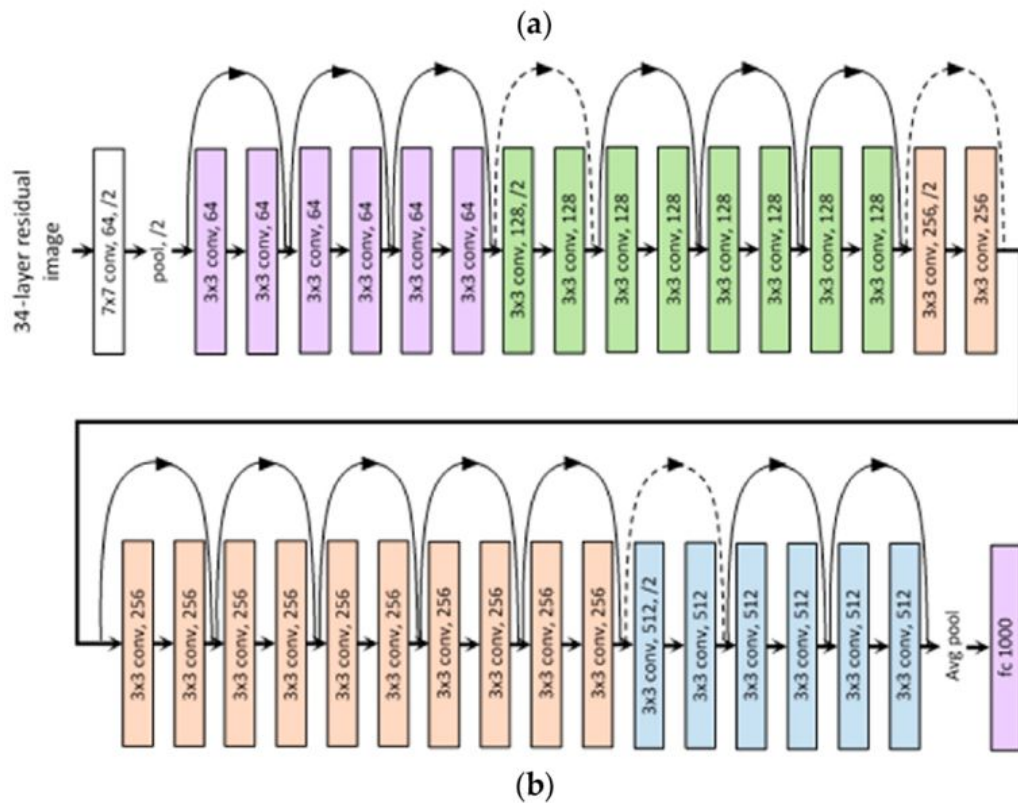 (a)
34-layer residual
image
7x7 conv, 64, /2
pool, /2
3x3 conv, 64
3x3 conv, 64
3x3 conv, 64
3x3 conv, 64
3x3 conv, 64
3x3 conv, 64
3x3 conv, 128, /2
3x3 conv, 128
3x3 conv, 128
3x3 conv, 128
3x3 conv, 128
3x3 conv, 128
3x3 conv, 128
3x3 conv, 128
3x3 conv, 256, /2
3x3 conv, 256
3x3 conv, 256
3x3 conv, 256
3x3 conv, 256
3x3 conv, 256
3x3 conv, 256
3x3 conv, 256
3x3 conv, 256
3x3 conv, 256
3x3 conv, 256
3x3 conv, 256
3x3 conv, 512, /2
3x3 conv, 512
3x3 conv, 512
3x3 conv, 512
3x3 conv, 512
3x3 conv, 512
Avg pool
fc 1000
(b)